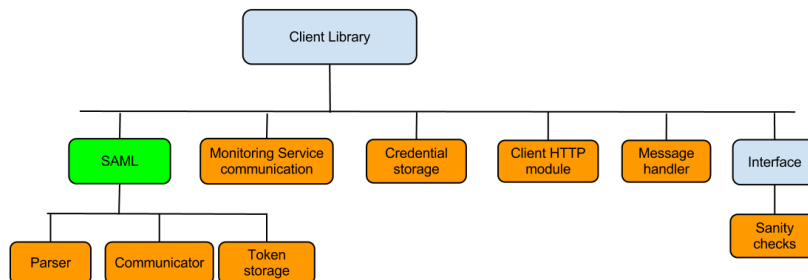 Client Library
SAML
Monitoring Service
communication
Credential
storage
Client HTTP
module
Message
handler
Interface
Parser
Communicator
Token
storage
Sanity
checks